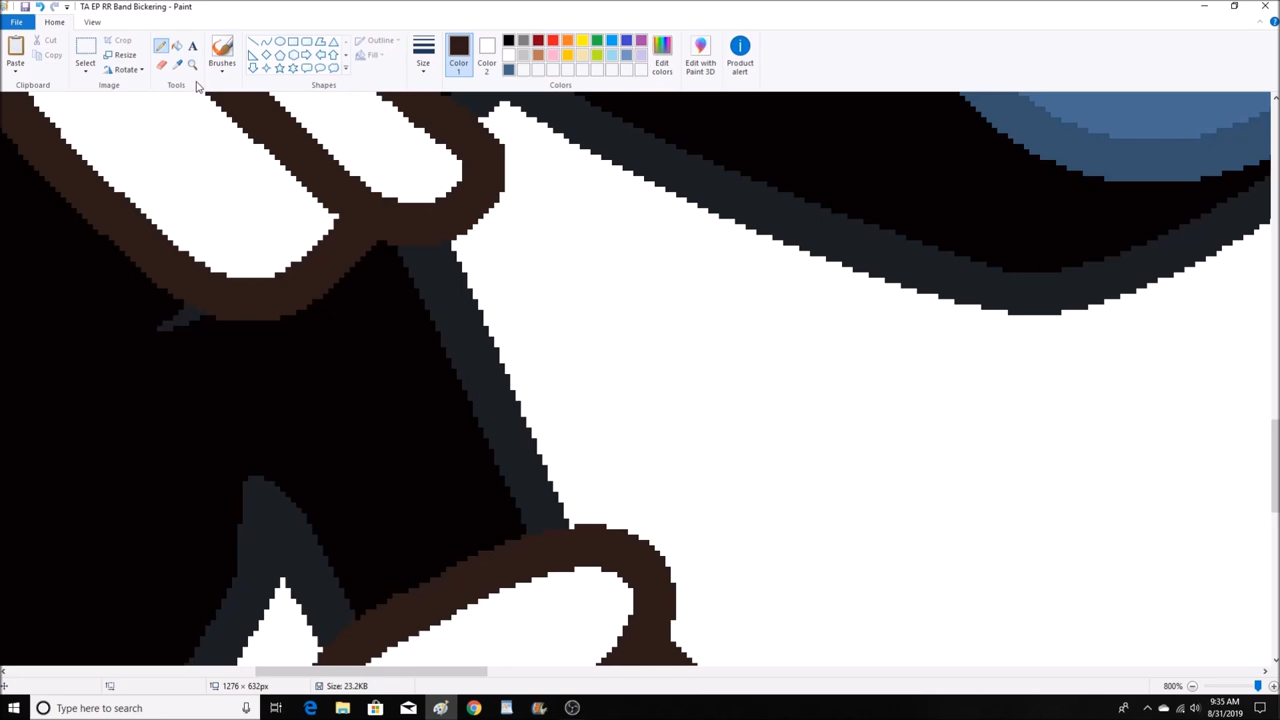 TA EP RR Band Bickering - Paint
File
Home
View
Paste
Cut
Copy
Clipboard
Select
Crop
Resize
Rotate
Image
A
Tools
Brushes
Outline
Fill
Shapes
Size
Color 1
Color 2
Edit colors
Colors
Edit with Paint 3D
Product alert
1276 × 632px
Size: 23.2KB
800%
Type here to search
9:35 AM
8/31/2019